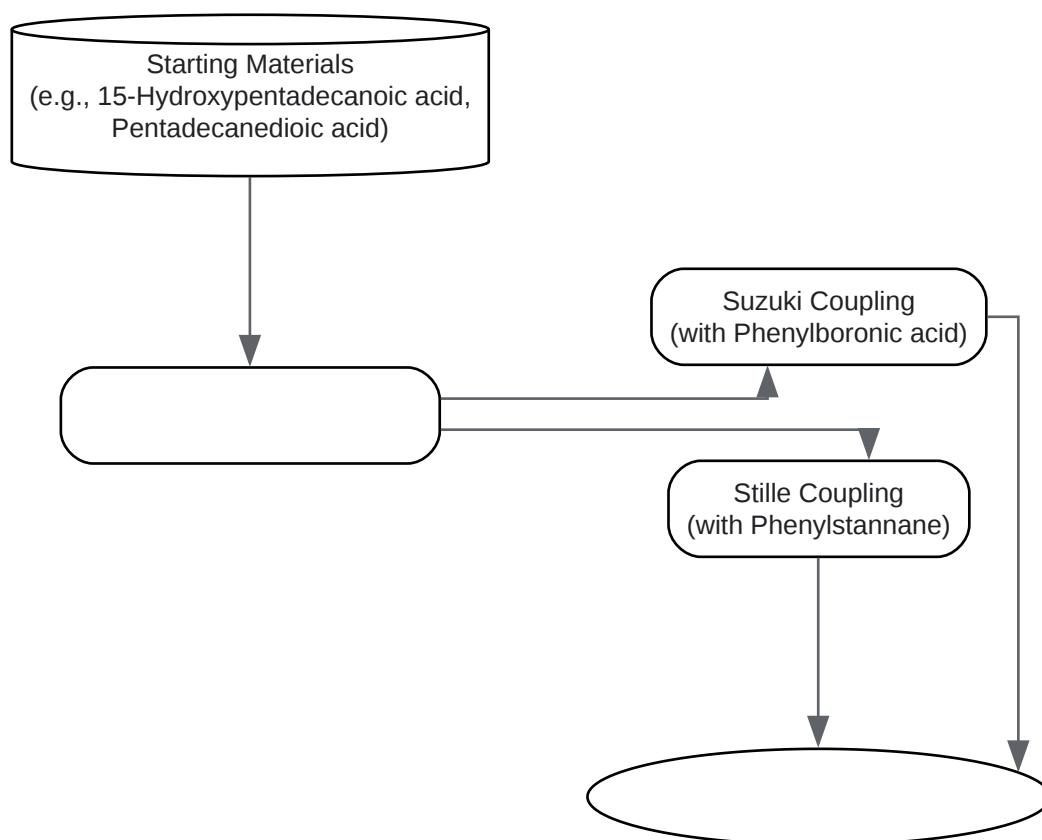 Starting Materials
(e.g., 15-Hydroxypentadecanoic acid,
Pentadecanedioic acid)
Suzuki Coupling
(with Phenylboronic acid)
Stille Coupling
(with Phenylstannane)